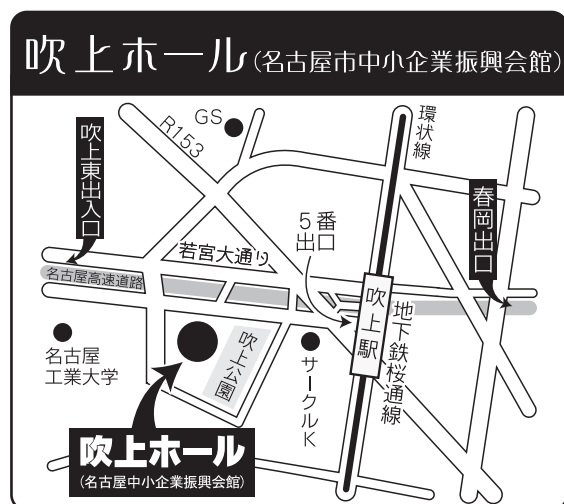 吹上ホール(名古屋市中小企業振興会館)
GS
R153
環状線
吹上東出入口
春岡出口
5番
出口
若宮大通り
名古屋高速道路
吹上駅
地下鉄桜通線
名古屋
工業大学
吹上公園
サークルK
吹上ホール
(名古屋中小企業振興会館)